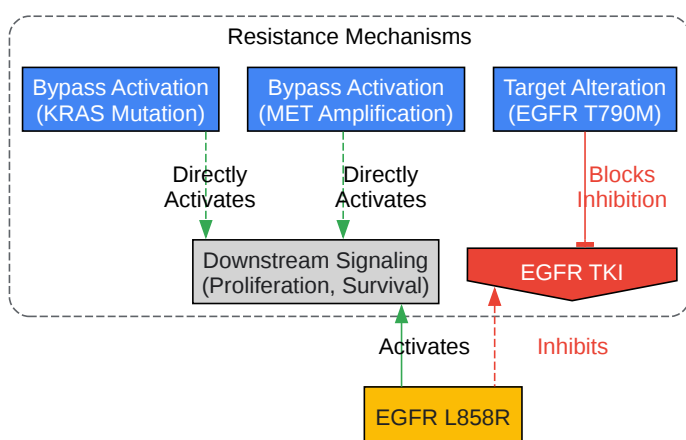 Resistance Mechanisms
Bypass Activation
(KRAS Mutation)
Bypass Activation
(MET Amplification)
Target Alteration
(EGFR T790M)
Directly
Activates
Directly
Activates
Blocks
Inhibition
Downstream Signaling
(Proliferation, Survival)
EGFR TKI
Activates
Inhibits
EGFR L858R